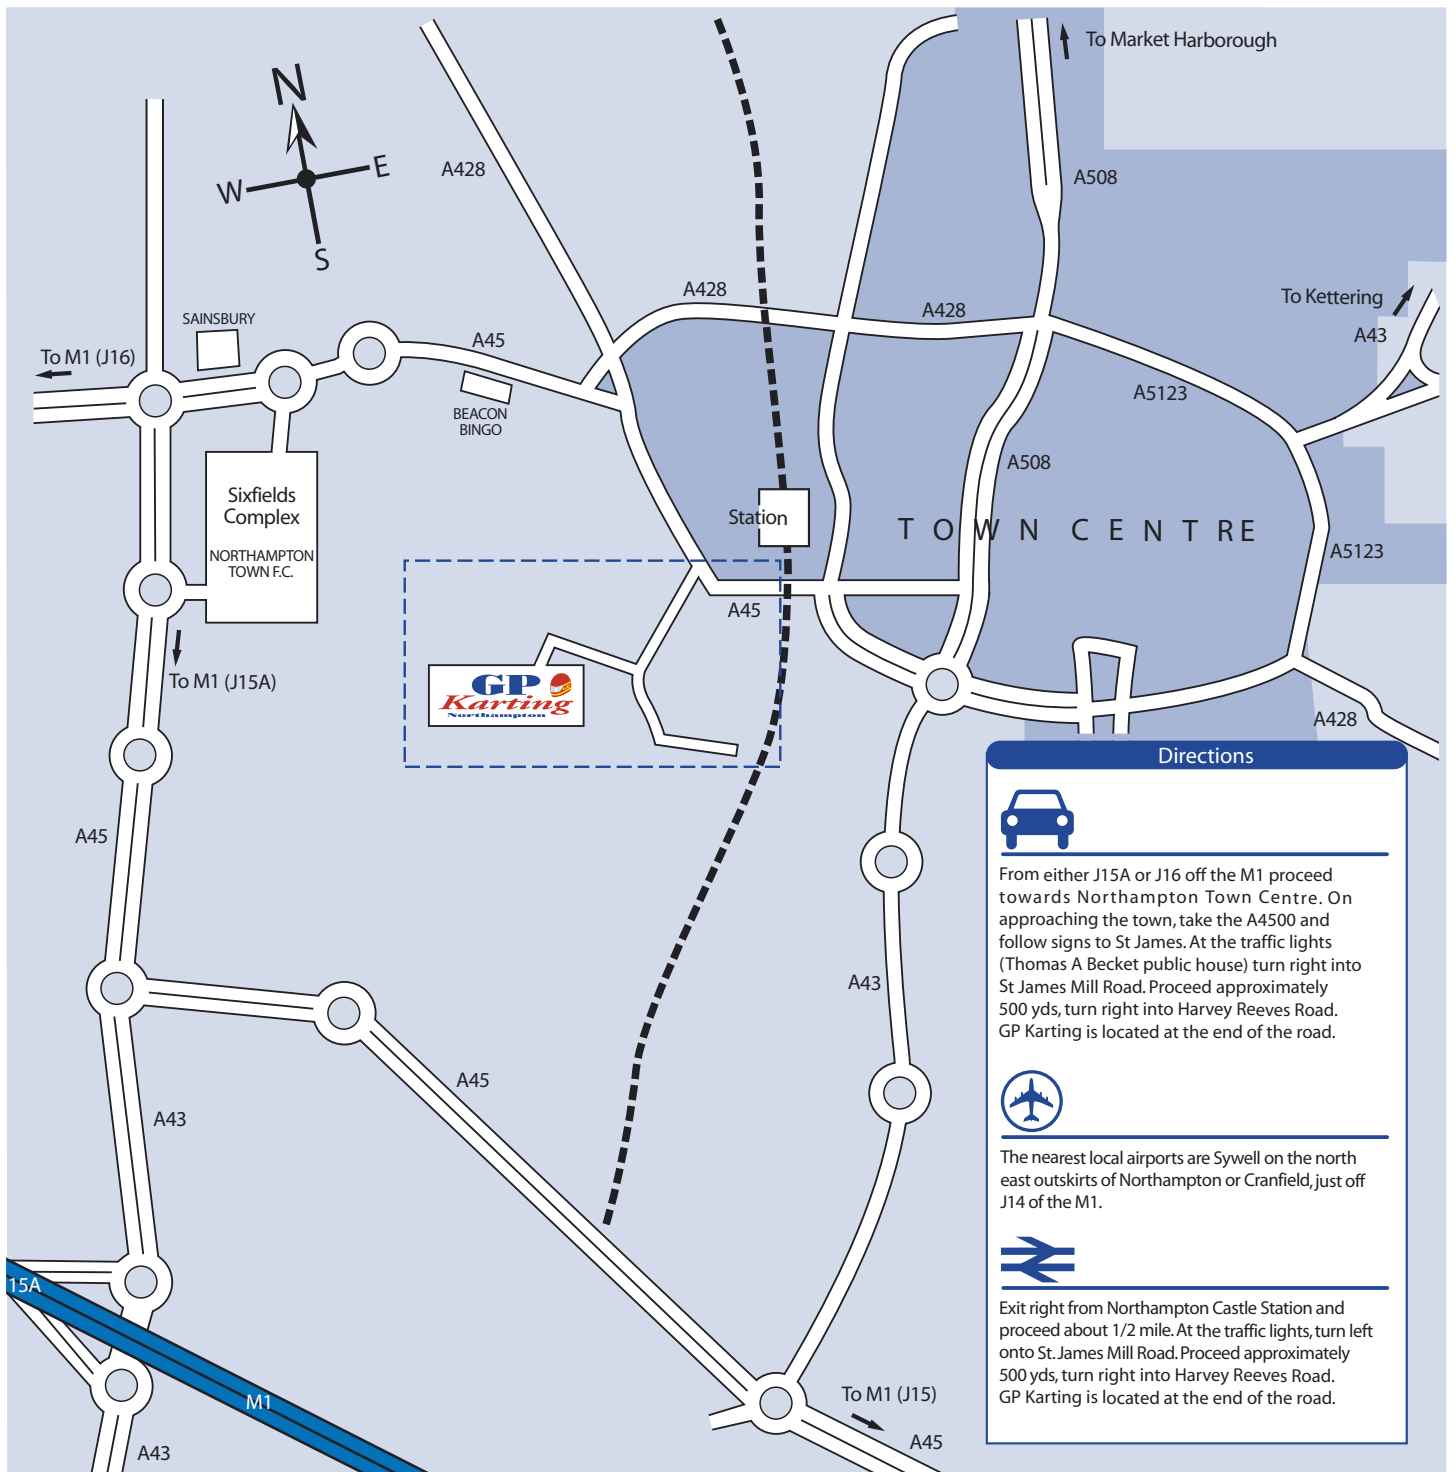 To Market Harborough
N
W
E
S
A428
A508
SAINSBURY
To M1 (J16)
A45
BEACON
BINGO
A428
A428
To Kettering
A43
A5123
A508
Sixfields
Complex
NORTHAMPTON
TOWN F.C.
Station
TOWN CENTRE
A5123
A45
To M1 (J15A)
GP
Karting
Northampton
A428
A45
A43
A45
A43
15A
M1
A43
To M1 (J15)
A45
Directions
From either J15A or J16 off the M1 proceed
towards Northampton Town Centre. On
approaching the town, take the A4500 and
follow signs to St James. At the traffic lights
(Thomas A Becket public house) turn right into
St James Mill Road. Proceed approximately
500 yds, turn right into Harvey Reeves Road.
GP Karting is located at the end of the road.
The nearest local airports are Sywell on the north
east outskirts of Northampton or Cranfield, just off
J14 of the M1.
Exit right from Northampton Castle Station and
proceed about 1/2 mile. At the traffic lights, turn left
onto St. James Mill Road. Proceed approximately
500 yds, turn right into Harvey Reeves Road.
GP Karting is located at the end of the road.